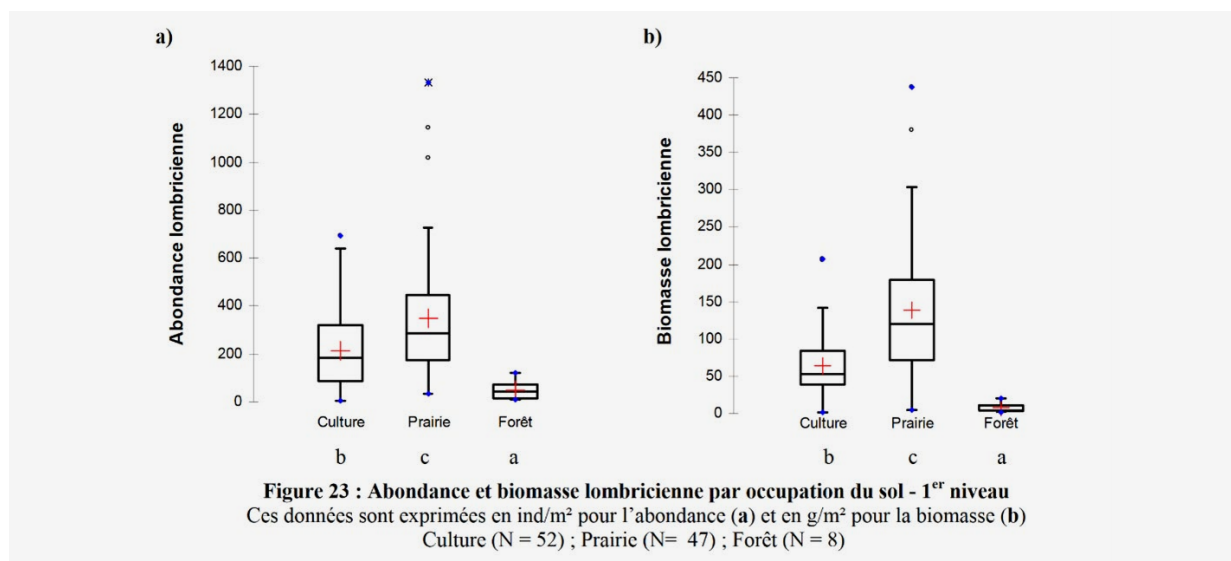 a)
Abondance lombricienne
1400
1200
1000
800
600
400
200
0
Culture Prairie Forêt
b c a
b)
Biomasse lombricienne
450
400
350
300
250
200
150
100
50
0
Culture Prairie Forêt
b c a
Figure 23 : Abondance et biomasse lombricienne par occupation du sol - 1er niveau
Ces données sont exprimées en ind/m² pour l'abondance (a) et en g/m² pour la biomasse (b)
Culture (N = 52) ; Prairie (N= 47) ; Forêt (N = 8)